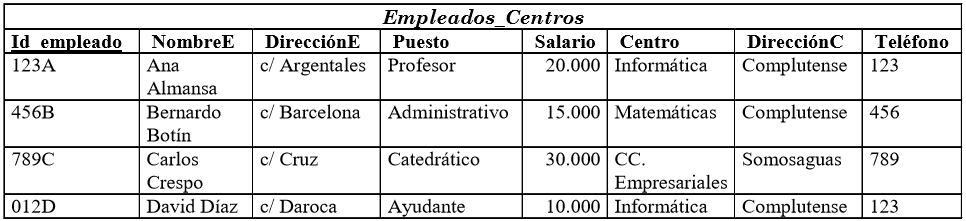 Empleados_Centros
Id_empleado NombreE DirecciónE Puesto Salario Centro DirecciónC Teléfono
123A Ana Almansa c/ Argentales Profesor 20.000 Informática Complutense 123
456B Bernardo Botín c/ Barcelona Administrativo 15.000 Matemáticas Complutense 456
789C Carlos Crespo c/ Cruz Catedrático 30.000 CC. Empresariales Somosaguas 789
012D David Díaz c/ Daroca Ayudante 10.000 Informática Complutense 123